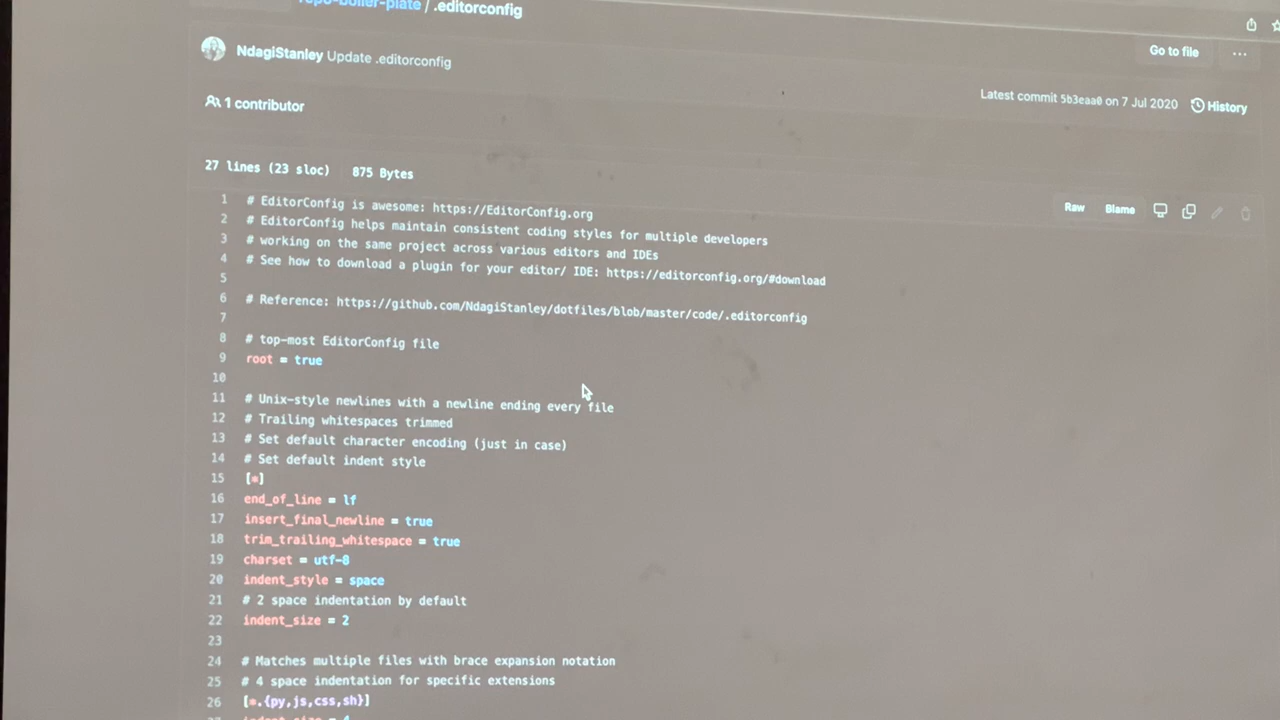 repo-boiler-plate / .editorconfig
NdagiStanley Update .editorconfig
Go to file
...
1 contributor
Latest commit 5b3eaa0 on 7 Jul 2020
History
27 lines (23 sloc) 875 Bytes
Raw Blame
1 # EditorConfig is awesome: https://EditorConfig.org
2 # EditorConfig helps maintain consistent coding styles for multiple developers
3 # working on the same project across various editors and IDEs
4 # See how to download a plugin for your editor/ IDE: https://editorconfig.org/#download
5
6 # Reference: https://github.com/NdagiStanley/dotfiles/blob/master/code/.editorconfig
7
8 # top-most EditorConfig file
9 root = true
10
11 # Unix-style newlines with a newline ending every file
12 # Trailing whitespaces trimmed
13 # Set default character encoding (just in case)
14 # Set default indent style
15 [*]
16 end_of_line = lf
17 insert_final_newline = true
18 trim_trailing_whitespace = true
19 charset = utf-8
20 indent_style = space
21 # 2 space indentation by default
22 indent_size = 2
23
24 # Matches multiple files with brace expansion notation
25 # 4 space indentation for specific extensions
26 [*.{py,js,css,sh}]
indent_size = 4